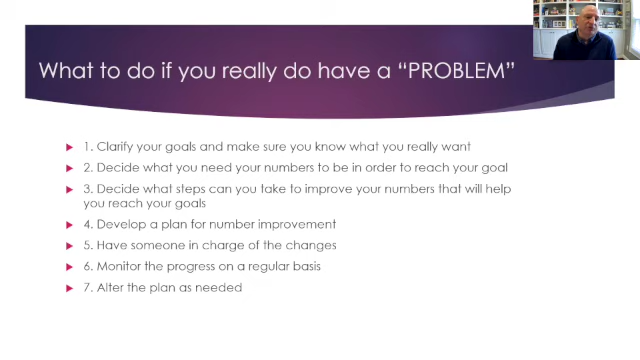 What to do if you really do have a “PROBLEM”
1. Clarify your goals and make sure you know what you really want
2. Decide what you need your numbers to be in order to reach your goal
3. Decide what steps can you take to improve your numbers that will help
you reach your goals
4. Develop a plan for number improvement
5. Have someone in charge of the changes
6. Monitor the progress on a regular basis
7. Alter the plan as needed